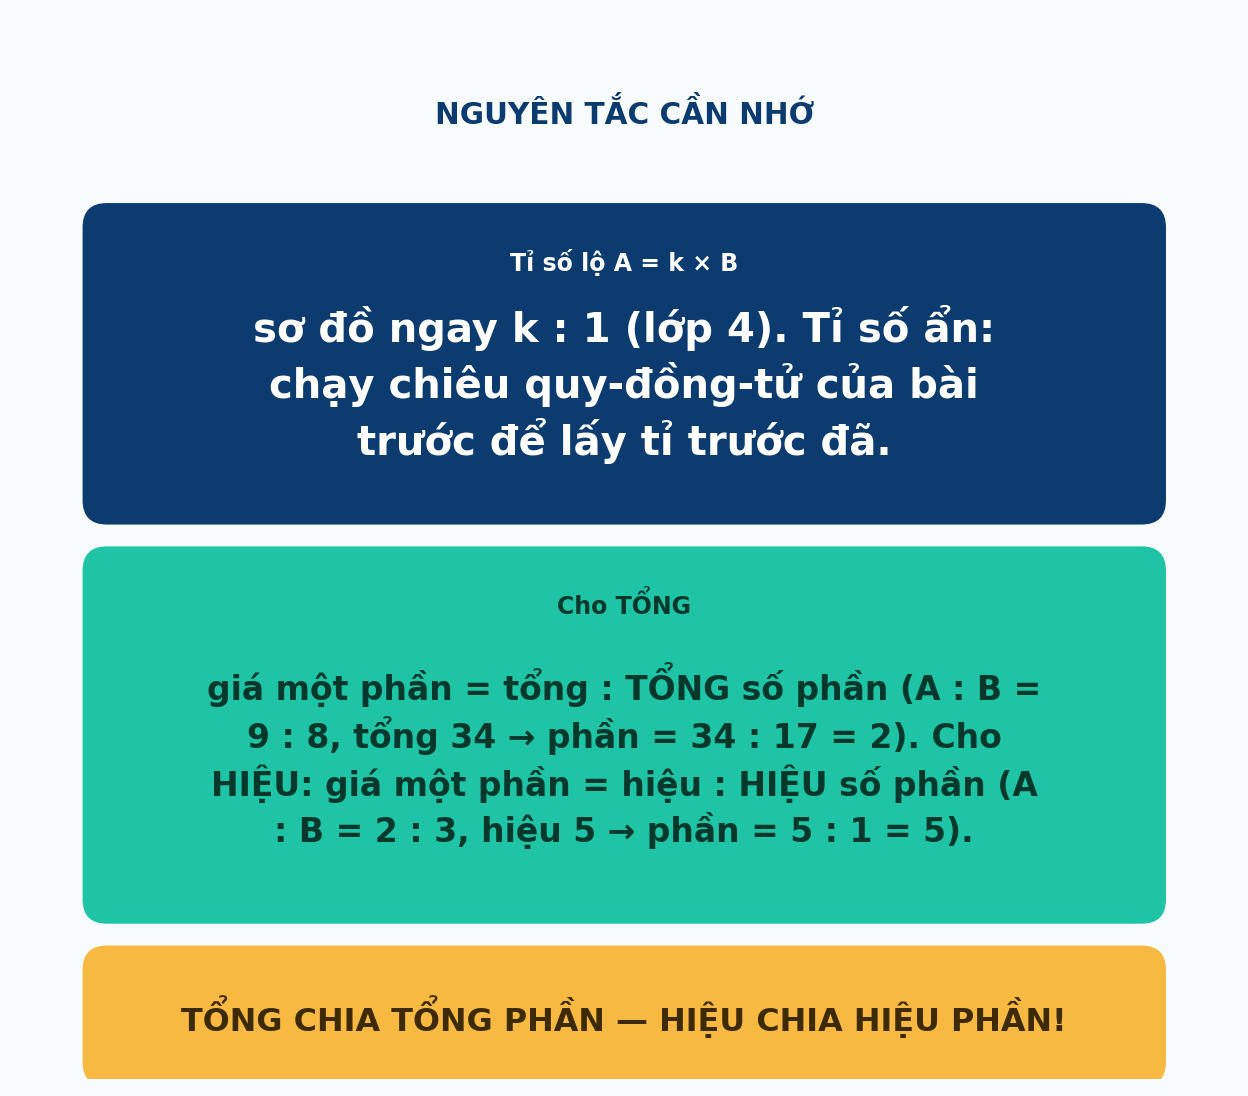 NGUYÊN TẮC CẦN NHỚ
Tỉ số lộ A = k × B
sơ đồ ngay k : 1 (lớp 4). Tỉ số ẩn:
chạy chiêu quy-đồng-tử của bài
trước để lấy tỉ trước đã.
Cho TỔNG
giá một phần = tổng : TỔNG số phần (A : B =
9 : 8, tổng 34 → phần = 34 : 17 = 2). Cho
HIỆU: giá một phần = hiệu : HIỆU số phần (A
: B = 2 : 3, hiệu 5 → phần = 5 : 1 = 5).
TỔNG CHIA TỔNG PHẦN — HIỆU CHIA HIỆU PHẦN!